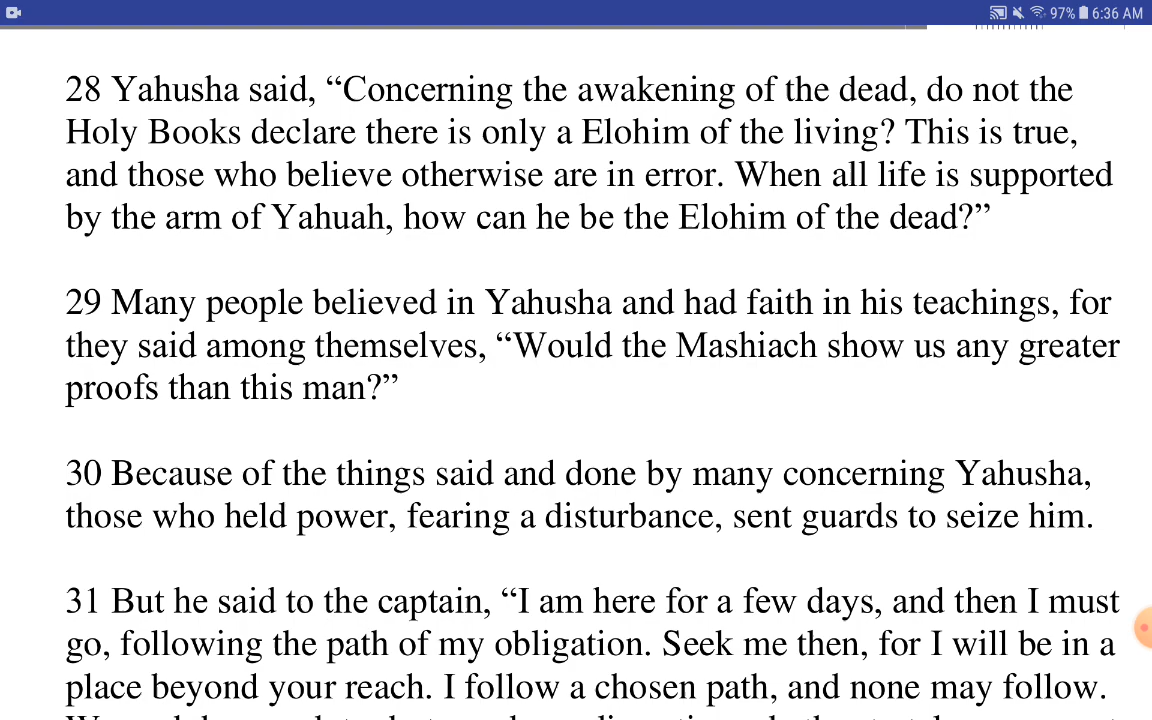 97% 6:36 AM
28 Yahusha said, “Concerning the awakening of the dead, do not the
Holy Books declare there is only a Elohim of the living? This is true,
and those who believe otherwise are in error. When all life is supported
by the arm of Yahuah, how can he be the Elohim of the dead?”
29 Many people believed in Yahusha and had faith in his teachings, for
they said among themselves, “Would the Mashiach show us any greater
proofs than this man?”
30 Because of the things said and done by many concerning Yahusha,
those who held power, fearing a disturbance, sent guards to seize him.
31 But he said to the captain, “I am here for a few days, and then I must
go, following the path of my obligation. Seek me then, for I will be in a
place beyond your reach. I follow a chosen path, and none may follow.